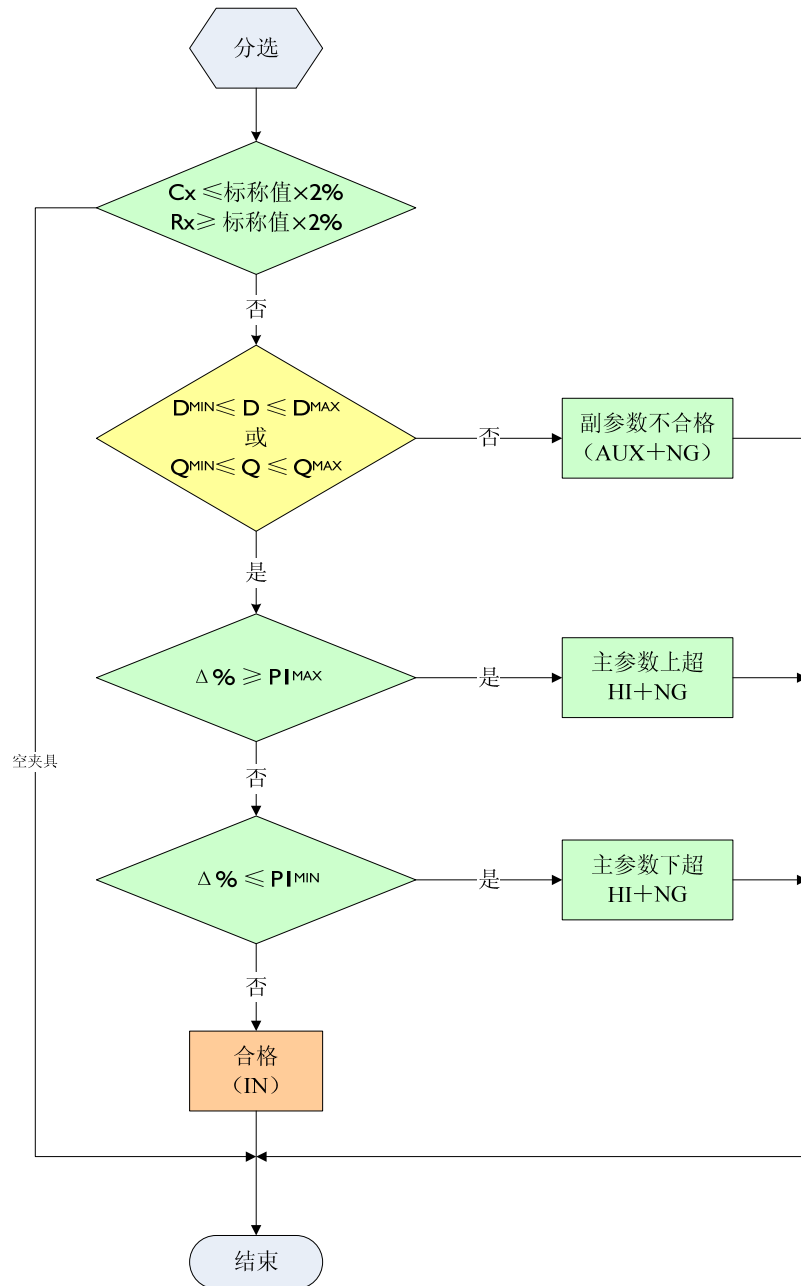 分选
Cx ≤标称值×2%
Rx≥ 标称值×2%
否
DMIN≤ D ≤ DMAX
或
QMIN≤ Q ≤ QMAX
否
副参数不合格
（AUX+NG）
是
Δ% ≥ PIMAX
是
主参数上超
HI+NG
空夹具
否
Δ% ≤ PIMIN
是
主参数下超
HI+NG
否
合格
（IN）
结束